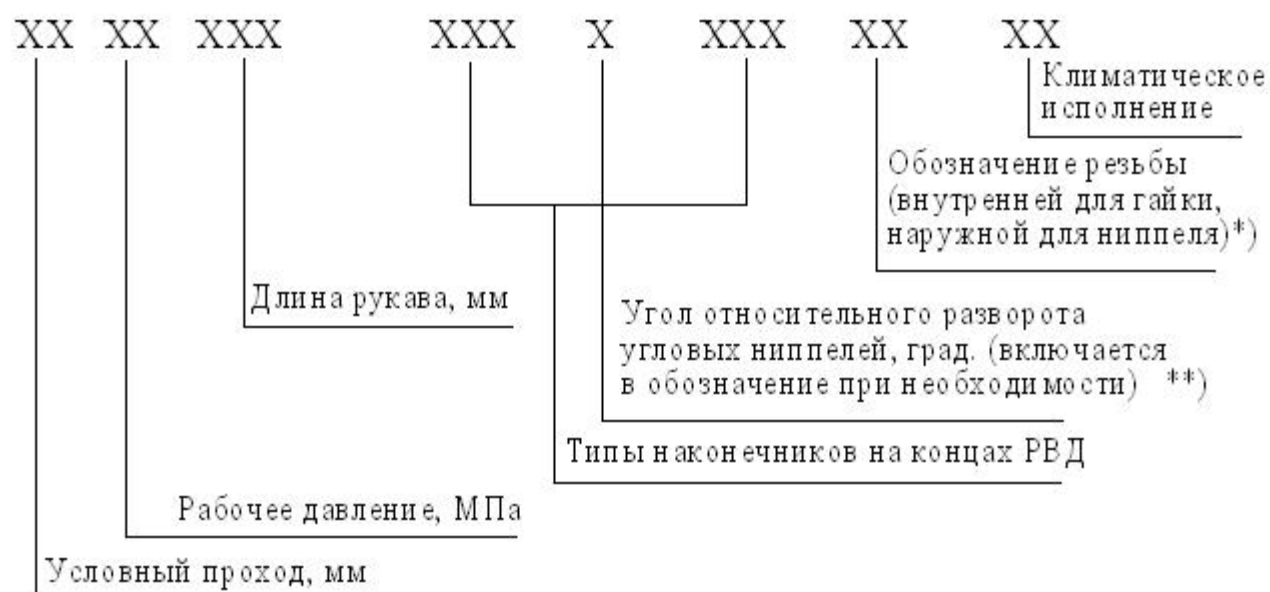 XX XX XXX XXX X XXX XX XX
Климатическое
исполнение
Обозначение резьбы
(внутренней для гайки,
наружной для ниппеля)*)
Длина рукава, мм
Угол относительного разворота
угловых ниппелей, град. (включается
в обозначение при необходимости) **)
Типы наконечников на концах РВД
Рабочее давление, МПа
Условный проход, мм